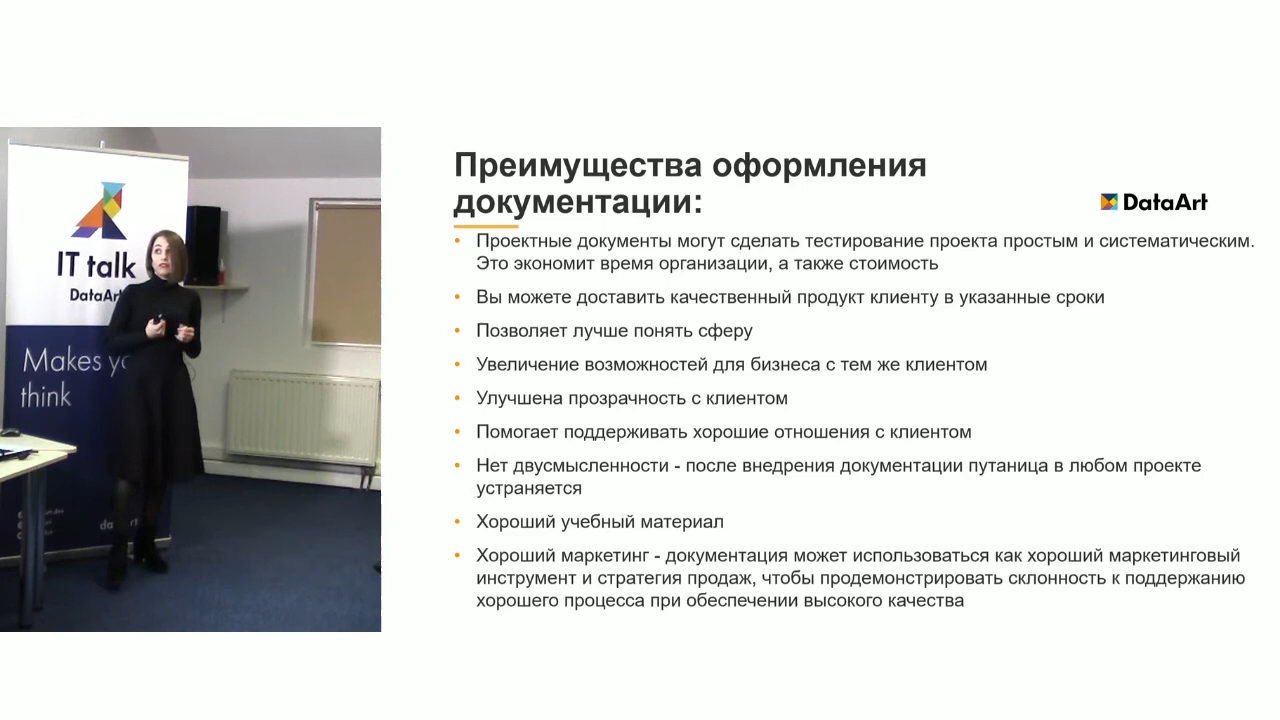 IT talk
DataArt
Makes
think
Преимущества оформления
документации:
DataArt
• Проектные документы могут сделать тестирование проекта простым и систематическим.
Это экономит время организации, а также стоимость
• Вы можете доставить качественный продукт клиенту в указанные сроки
• Позволяет лучше понять сферу
• Увеличение возможностей для бизнеса с тем же клиентом
• Улучшена прозрачность с клиентом
• Помогает поддерживать хорошие отношения с клиентом
• Нет двусмысленности - после внедрения документации путаница в любом проекте
устраняется
• Хороший учебный материал
• Хороший маркетинг - документация может использоваться как хороший маркетинговый
инструмент и стратегия продаж, чтобы продемонстрировать склонность к поддержанию
хорошего процесса при обеспечении высокого качества